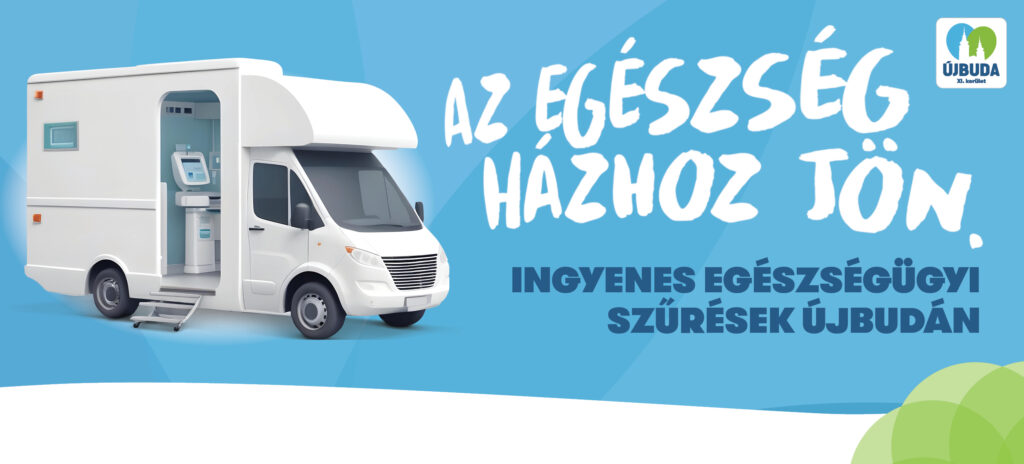 AZ EGÉSZSÉG
HÁZHOZ JÖN.
INGYENES EGÉSZSÉGÜGYI
SZŰRÉSEK ÚJBUDÁN
ÚJBUDA
XI. kerület